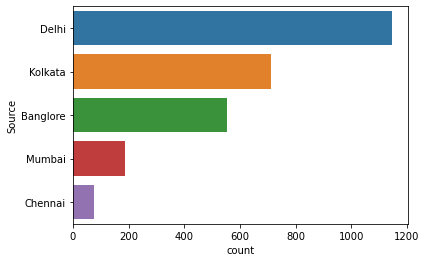 Source
Delhi
Kolkata
Banglore
Mumbai
Chennai
0 200 400 600 800 1000 1200
count